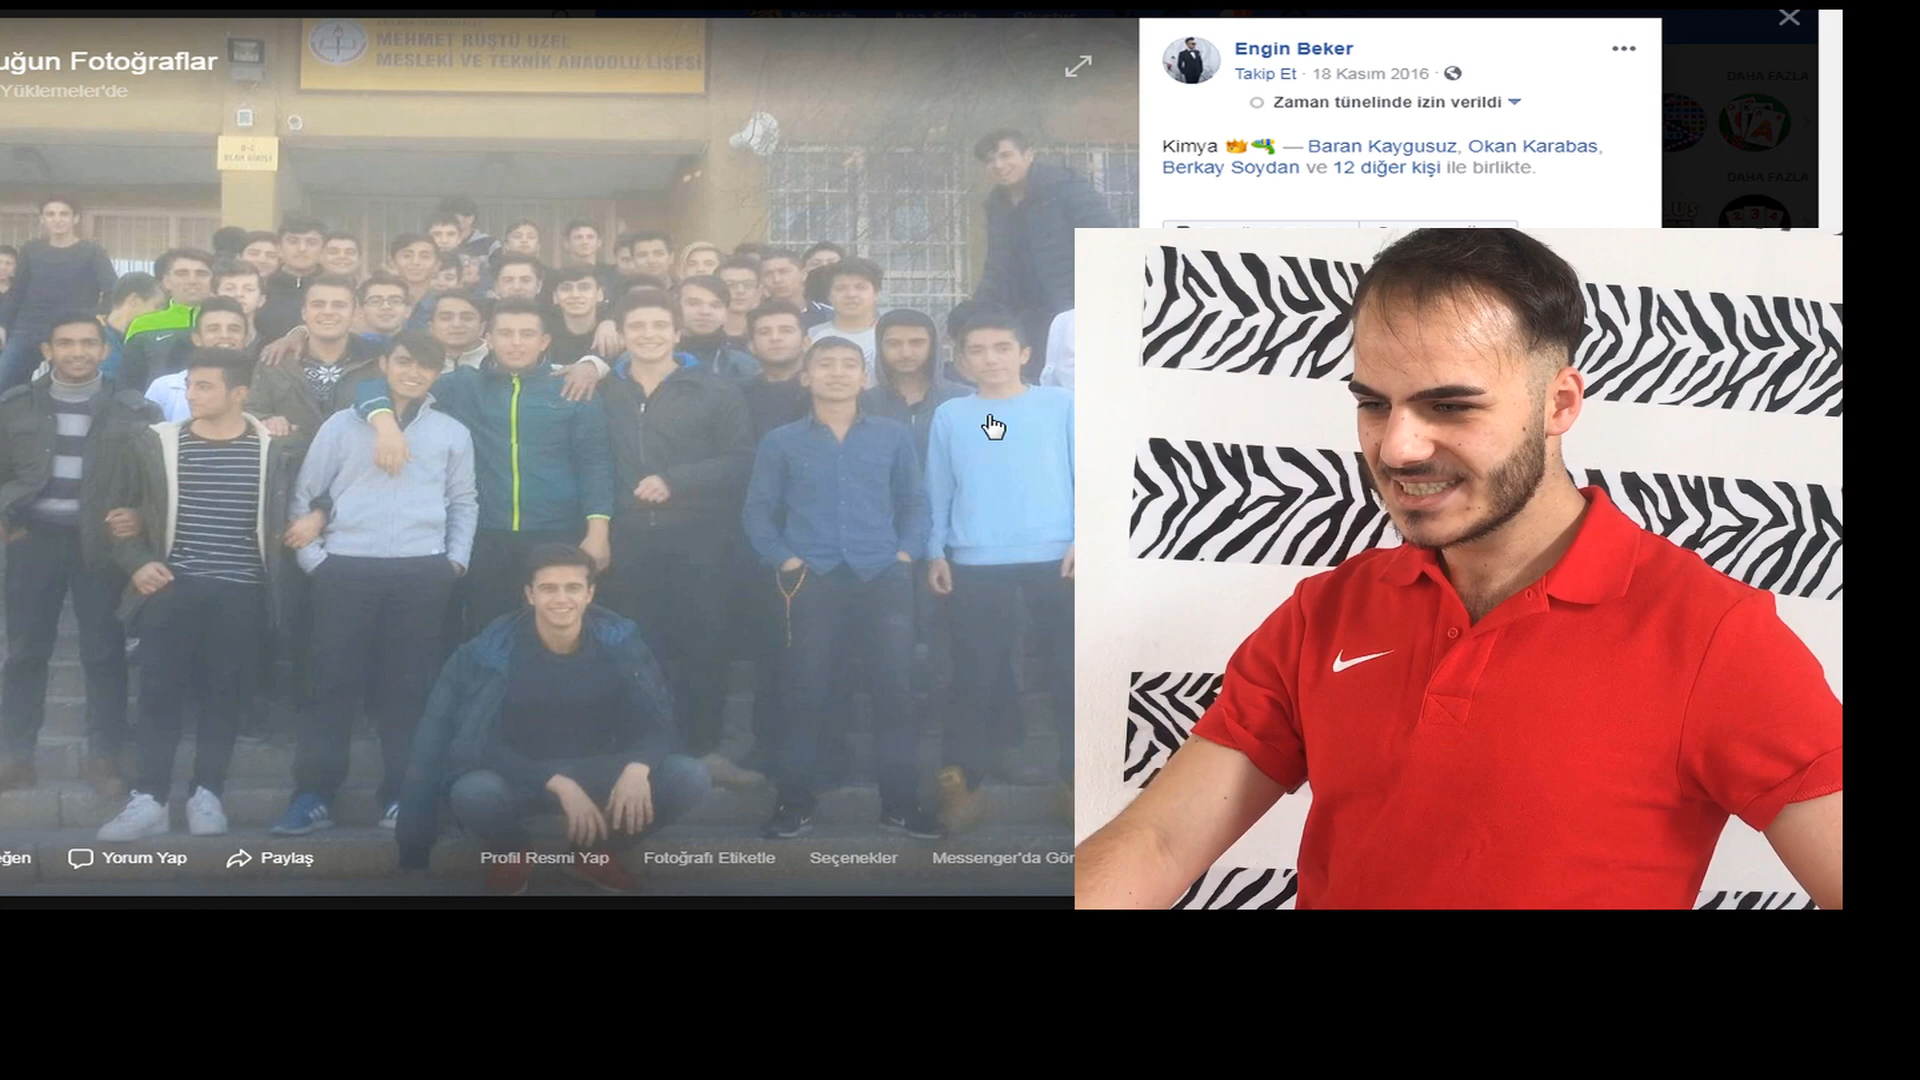 uğun Fotoğraflar
Yüklemeler'de
MEHMET RÜŞTÜ UZEL
MESLEKİ VE TEKNİK ANADOLU LİSESİ
Engin Beker
Takip Et · 18 Kasım 2016 ·
Zaman tünelinde izin verildi
Kimya 👑🔫 — Baran Kaygusuz, Okan Karabas,
Berkay Soydan ve 12 diğer kişi ile birlikte.
DAHA FAZLA
DAHA FAZLA
ğen
Yorum Yap
Paylaş
Profil Resmi Yap
Fotoğrafı Etiketle
Seçenekler
Messenger'da Gör